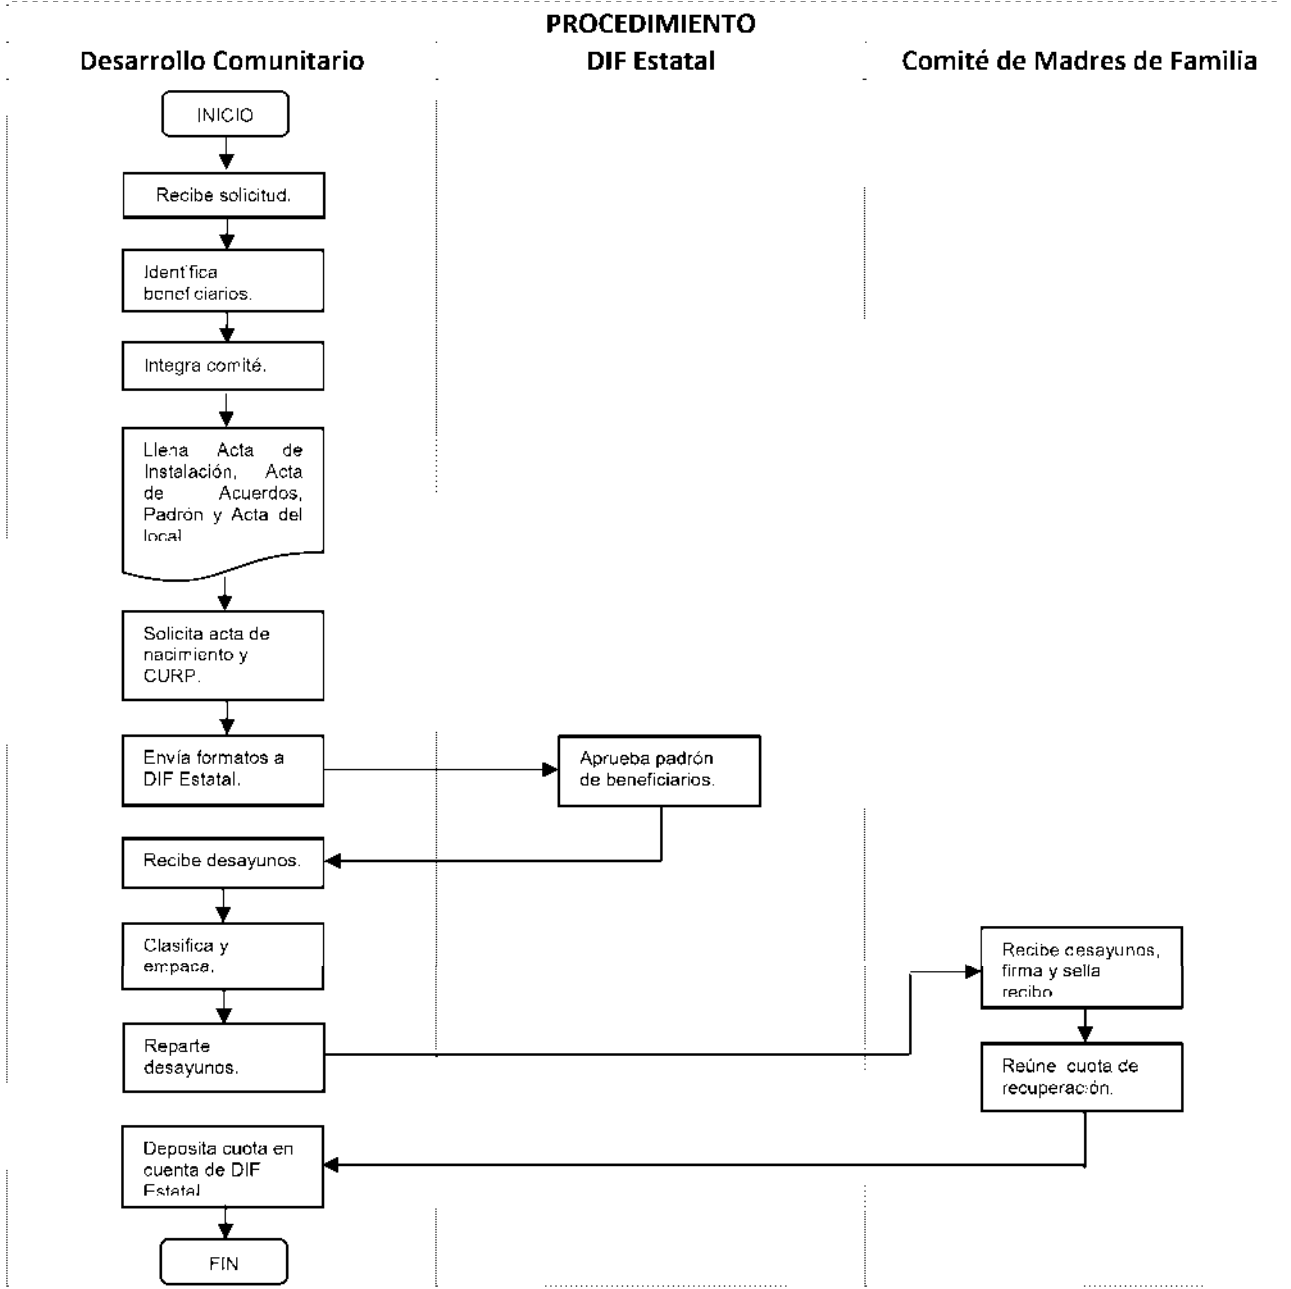 PROCEDIMIENTO
Desarrollo Comunitario
DIF Estatal
Comité de Madres de Familia
INICIO
Recibe solicitud.
Identifica
beneficiarios.
Integra comité.
Llena Acta de
Instalación, Acta
de Acuerdos,
Padrón y Acta del
local
Solicita acta de
nacimiento y
CURP.
Envía formatos a
DIF Estatal.
Aprueba padrón
de beneficiarios.
Recibe desayunos.
Clasifica y
empaca.
Reparte
desayunos.
Recibe desayunos,
firma y sella
recibo
Reúne cuota de
recuperación.
Deposita cuota en
cuenta de DIF
Estatal
FIN